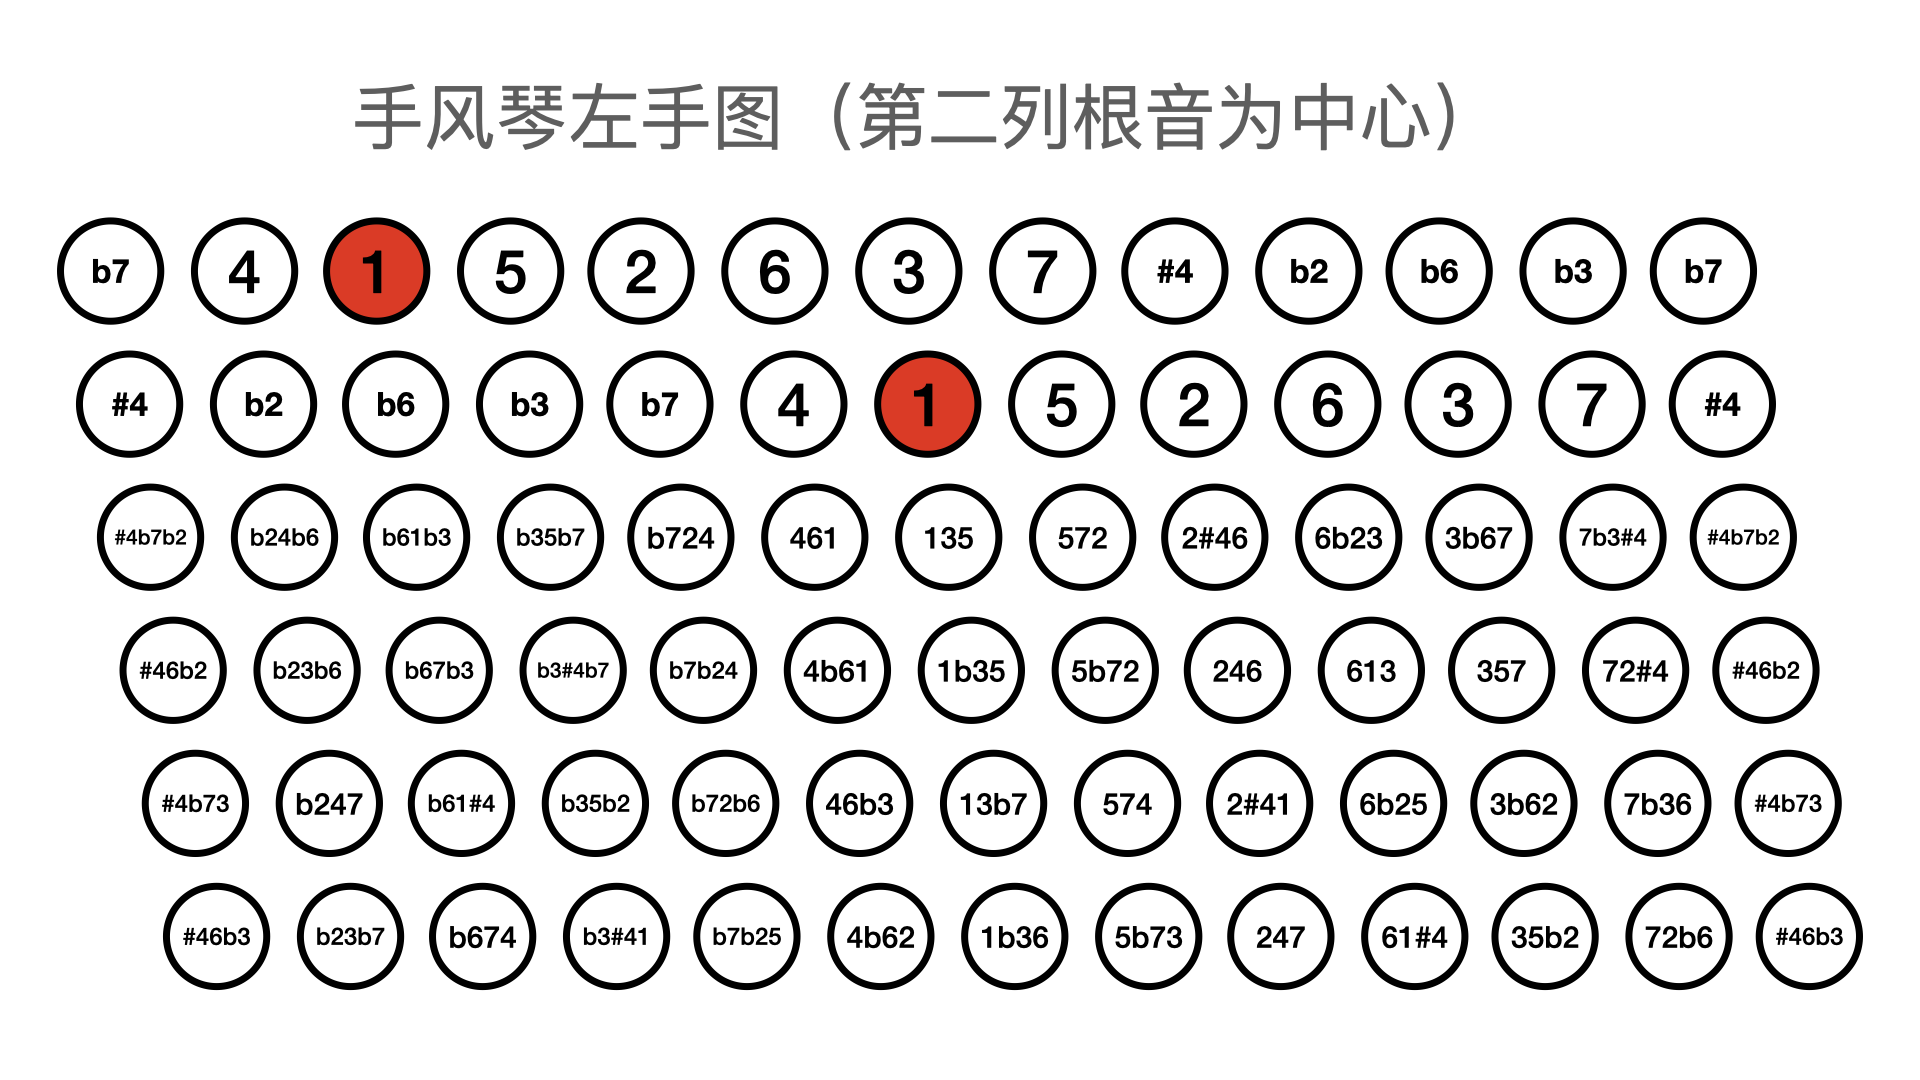 手风琴左手图（第二列根音为中心）
b7 4 1 5 2 6 3 7 #4 b2 b6 b3 b7
#4 b2 b6 b3 b7 4 1 5 2 6 3 7 #4
#4b7b2 b24b6 b61b3 b35b7 b724 461 135 572 2#46 6b23 3b67 7b3#4 #4b7b2
#46b2 b23b6 b67b3 b3#4b7 b7b24 4b61 1b35 5b72 246 613 357 72#4 #46b2
#4b73 b247 b61#4 b35b2 b72b6 46b3 13b7 574 2#41 6b25 3b62 7b36 #4b73
#46b3 b23b7 b674 b3#41 b7b25 4b62 1b36 5b73 247 61#4 35b2 72b6 #46b3